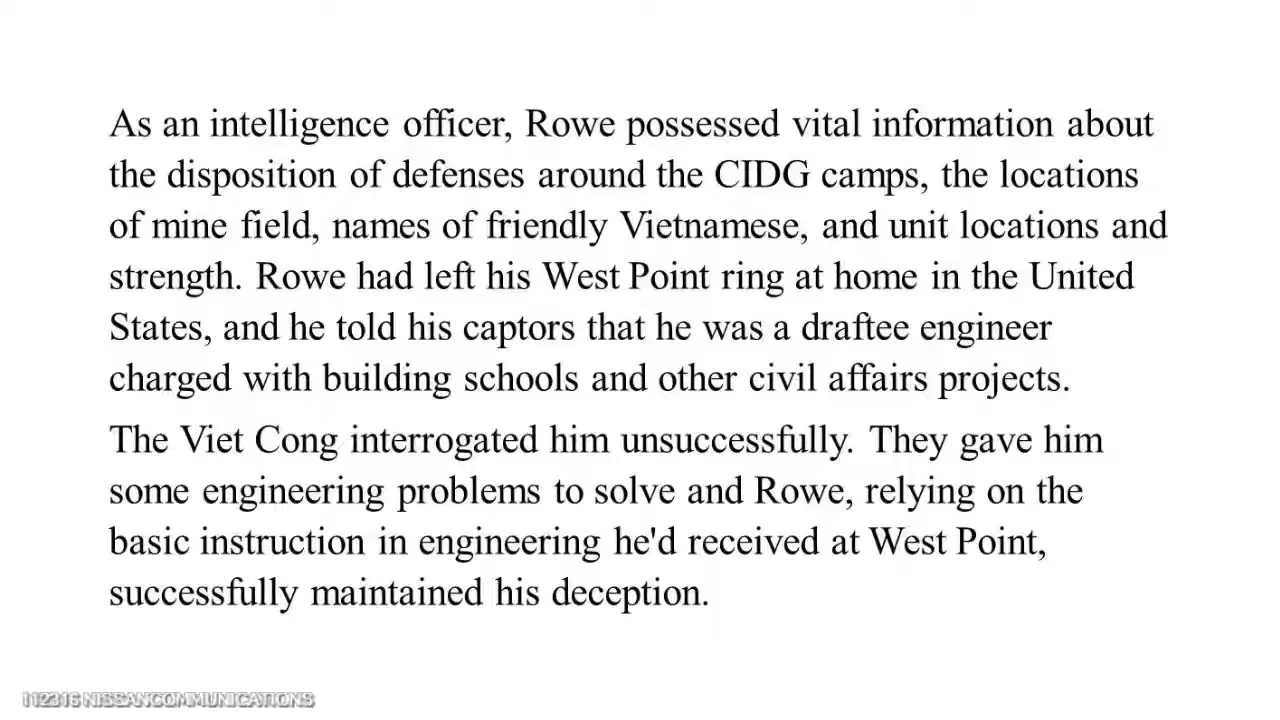 As an intelligence officer, Rowe possessed vital information about
the disposition of defenses around the CIDG camps, the locations
of mine field, names of friendly Vietnamese, and unit locations and
strength. Rowe had left his West Point ring at home in the United
States, and he told his captors that he was a draftee engineer
charged with building schools and other civil affairs projects.
The Viet Cong interrogated him unsuccessfully. They gave him
some engineering problems to solve and Rowe, relying on the
basic instruction in engineering he'd received at West Point,
successfully maintained his deception.
112316 NISSANCOMMUNICATIONS